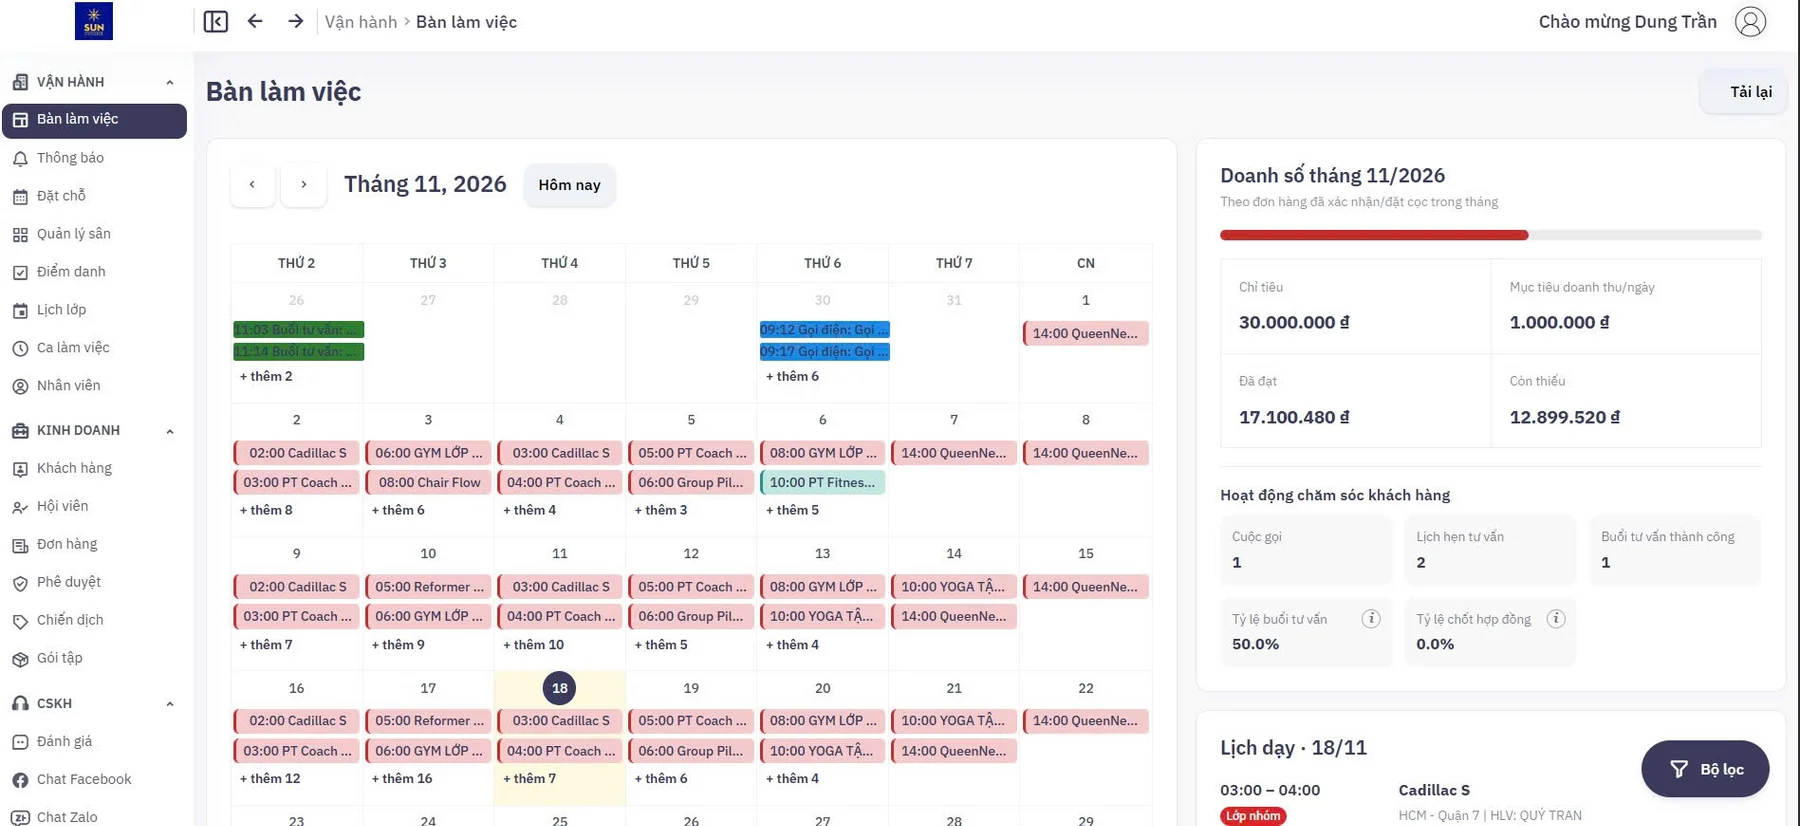 SUN
Vận hành > Bàn làm việc
Chào mừng Dung Trần
VẬN HÀNH
Bàn làm việc
Thông báo
Đặt chỗ
Quản lý sân
Điểm danh
Lịch lớp
Ca làm việc
Nhân viên
KINH DOANH
Khách hàng
Hội viên
Đơn hàng
Phê duyệt
Chiến dịch
Gói tập
CSKH
Đánh giá
Chat Facebook
Chat Zalo
Bàn làm việc
Tải lại
Tháng 11, 2026
Hôm nay
THỨ 2 THỨ 3 THỨ 4 THỨ 5 THỨ 6 THỨ 7 CN
26 27 28 29 30 31 1
11:03 Buổi tư vấn: ... 09:12 Gọi điện: Gọi ... 14:00 QueenNe...
11:14 Buổi tư vấn: ... 09:17 Gọi điện: Gọi ...
+ thêm 2 + thêm 6
2 3 4 5 6 7 8
02:00 Cadillac S 06:00 GYM LỚP ... 03:00 Cadillac S 05:00 PT Coach ... 08:00 GYM LỚP ... 14:00 QueenNe... 14:00 QueenNe...
03:00 PT Coach ... 08:00 Chair Flow 04:00 PT Coach ... 06:00 Group Pil... 10:00 PT Fitnes...
+ thêm 8 + thêm 6 + thêm 4 + thêm 3 + thêm 5
9 10 11 12 13 14 15
02:00 Cadillac S 05:00 Reformer ... 03:00 Cadillac S 05:00 PT Coach ... 08:00 GYM LỚP ... 10:00 YOGA TẬ... 14:00 QueenNe...
03:00 PT Coach ... 06:00 GYM LỚP ... 04:00 PT Coach ... 06:00 Group Pil... 10:00 YOGA TẬ... 14:00 QueenNe...
+ thêm 7 + thêm 9 + thêm 10 + thêm 5 + thêm 4
16 17 18 19 20 21 22
02:00 Cadillac S 05:00 Reformer ... 03:00 Cadillac S 05:00 PT Coach ... 08:00 GYM LỚP ... 10:00 YOGA TẬ... 14:00 QueenNe...
03:00 PT Coach ... 06:00 GYM LỚP ... 04:00 PT Coach ... 06:00 Group Pil... 10:00 YOGA TẬ... 14:00 QueenNe...
+ thêm 12 + thêm 16 + thêm 7 + thêm 6 + thêm 4
23 24 25 26 27 28 29
Doanh số tháng 11/2026
Theo đơn hàng đã xác nhận/đặt cọc trong tháng
Chỉ tiêu Mục tiêu doanh thu/ngày
30.000.000 ₫ 1.000.000 ₫
Đã đạt Còn thiếu
17.100.480 ₫ 12.899.520 ₫
Hoạt động chăm sóc khách hàng
Cuộc gọi Lịch hẹn tư vấn Buổi tư vấn thành công
1 2 1
Tỷ lệ buổi tư vấn Tỷ lệ chốt hợp đồng
50.0% 0.0%
Lịch dạy · 18/11
Bộ lọc
03:00 – 04:00 Cadillac S
Lớp nhóm HCM - Quận 7 | HLV: QUÝ TRAN